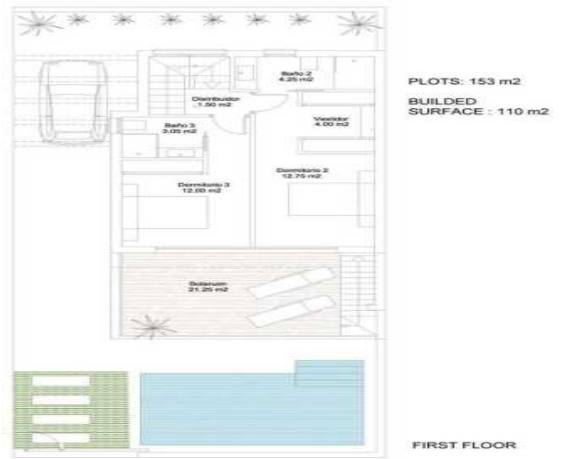 Baño 2
4.25 m2
Distribuidor
1.50 m2
Vestidor
4.00 m2
Baño 3
3.05 m2
Dormitorio 2
12.75 m2
Dormitorio 3
12.00 m2
Solarium
21.25 m2
PLOTS: 153 m2
BUILDED
SURFACE : 110 m2
FIRST FLOOR